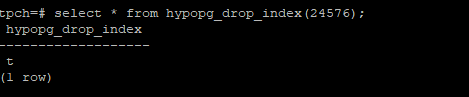 tpch=# select * from hypopg_drop_index(24576);
hypopg_drop_index
-------------------
t
(1 row)